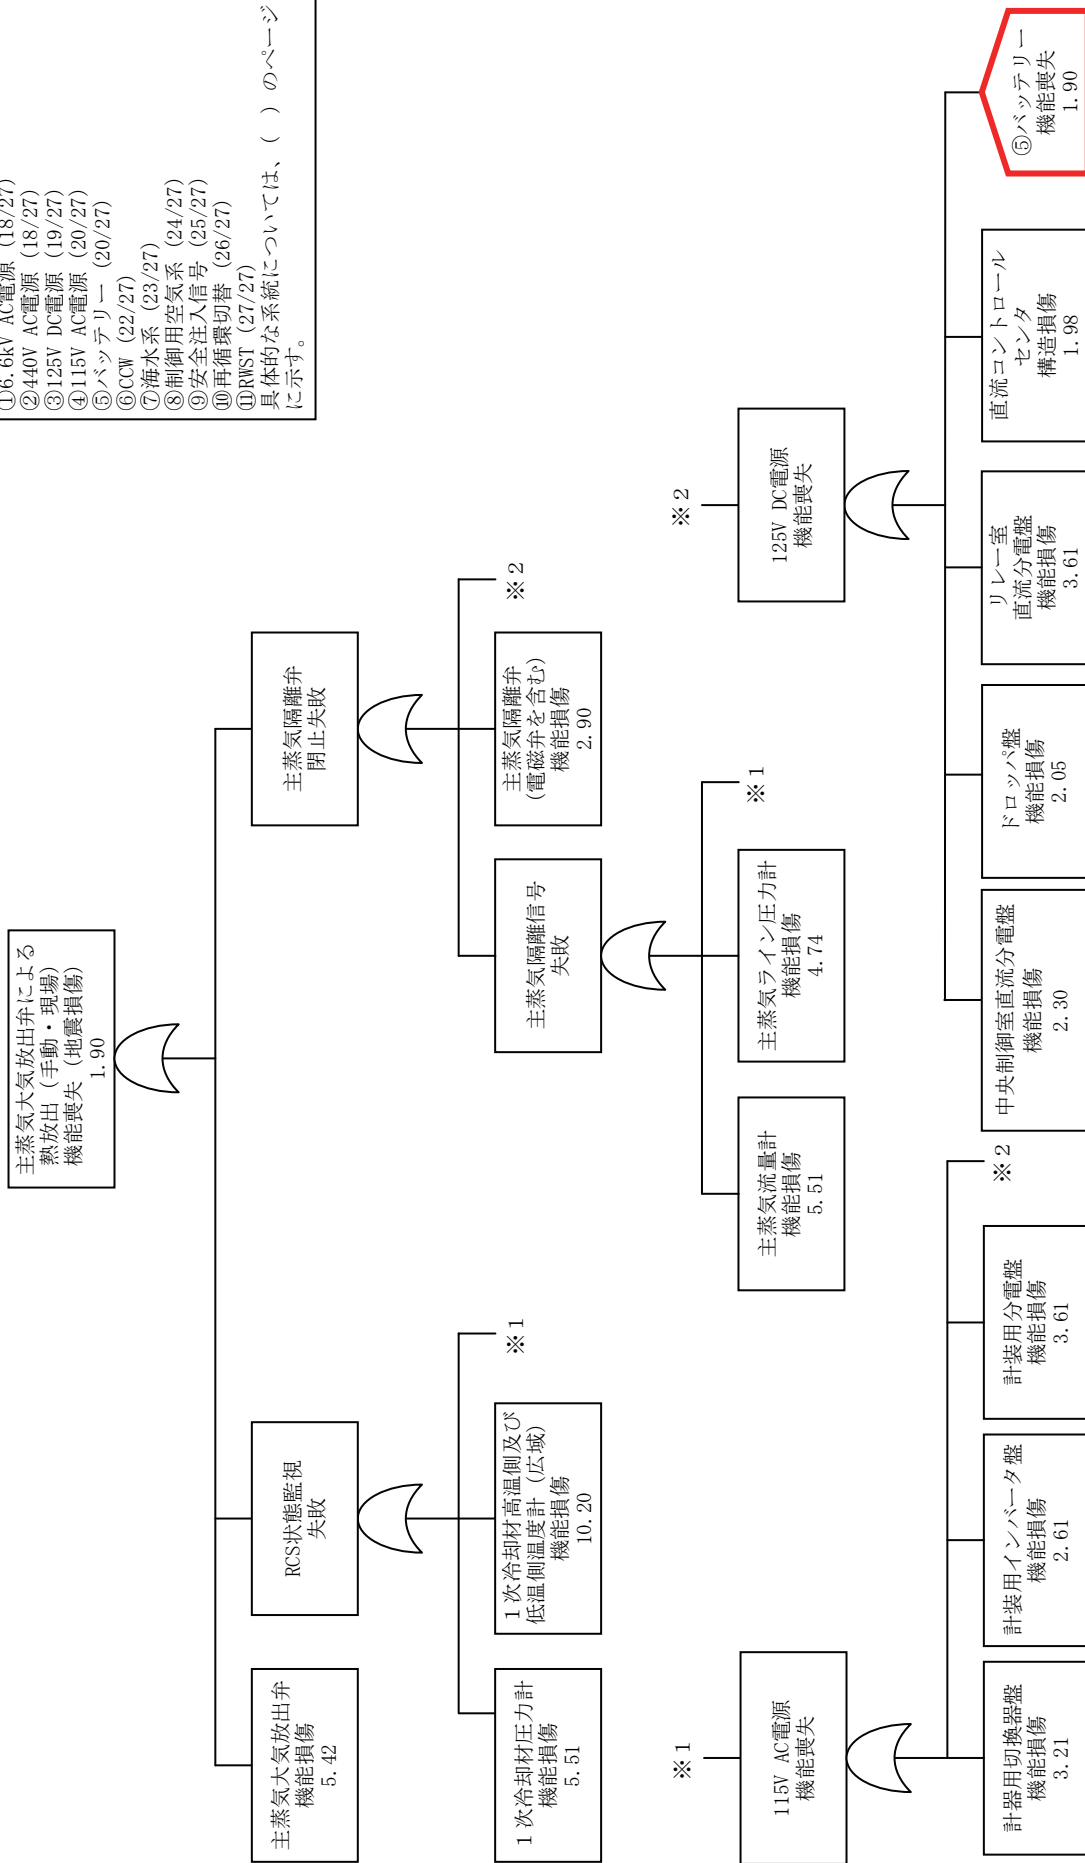 主蒸気大気放出弁による
熱放出（手動・現場）
機能喪失（地震損傷）
1.90
主蒸気大気放出弁
機能損傷
5.42
RCS状態監視
失敗
主蒸気隔離弁
閉止失敗
1次冷却材圧力計
機能損傷
5.51
1次冷却材高温側及び
低温側温度計（広域）
機能損傷
10.20
※1
主蒸気隔離信号
失敗
主蒸気隔離弁
(電磁弁を含む)
機能損傷
2.90
※2
主蒸気流量計
機能損傷
5.51
主蒸気ライン圧力計
機能損傷
4.74
※1
※1
115V AC電源
機能喪失
計器用切換器盤
機能損傷
3.21
計装用インバータ盤
機能損傷
2.61
計装用分電盤
機能損傷
3.61
※2
※2
125V DC電源
機能喪失
中央制御室直流分電盤
機能損傷
2.30
ドロッパ盤
機能損傷
2.05
リレー室
直流分電盤
機能損傷
3.61
直流コントロール
センタ
構造損傷
1.98
⑤バッテリー
機能喪失
1.90
①6.6kV AC電源 (18/27)
②440V AC電源 (18/27)
③125V DC電源 (19/27)
④115V AC電源 (20/27)
⑤バッテリー (20/27)
⑥CCW (22/27)
⑦海水系 (23/27)
⑧制御用空気系 (24/27)
⑨安全注入信号 (25/27)
⑩再循環切替 (26/27)
⑪RWST (27/27)
具体的な系統については、（　）のページ
に示す。